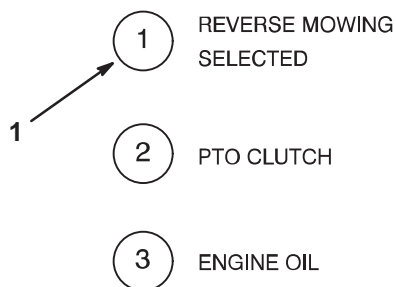 1 REVERSE MOWING
SELECTED
1
2 PTO CLUTCH
3 ENGINE OIL